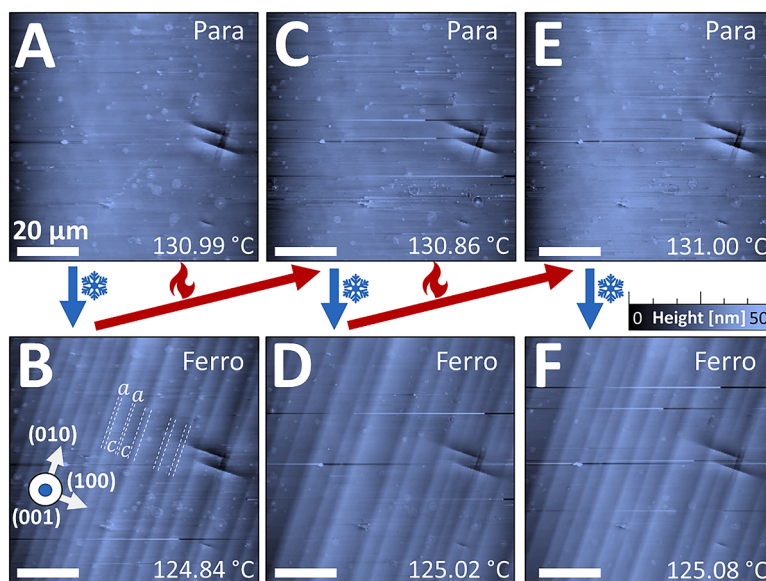 A Para C Para E Para
20 µm 130.99 °C 130.86 °C 131.00 °C
0 Height [nm] 50
B Ferro D Ferro F Ferro
a a
c c
(010)
(100)
(001)
124.84 °C 125.02 °C 125.08 °C